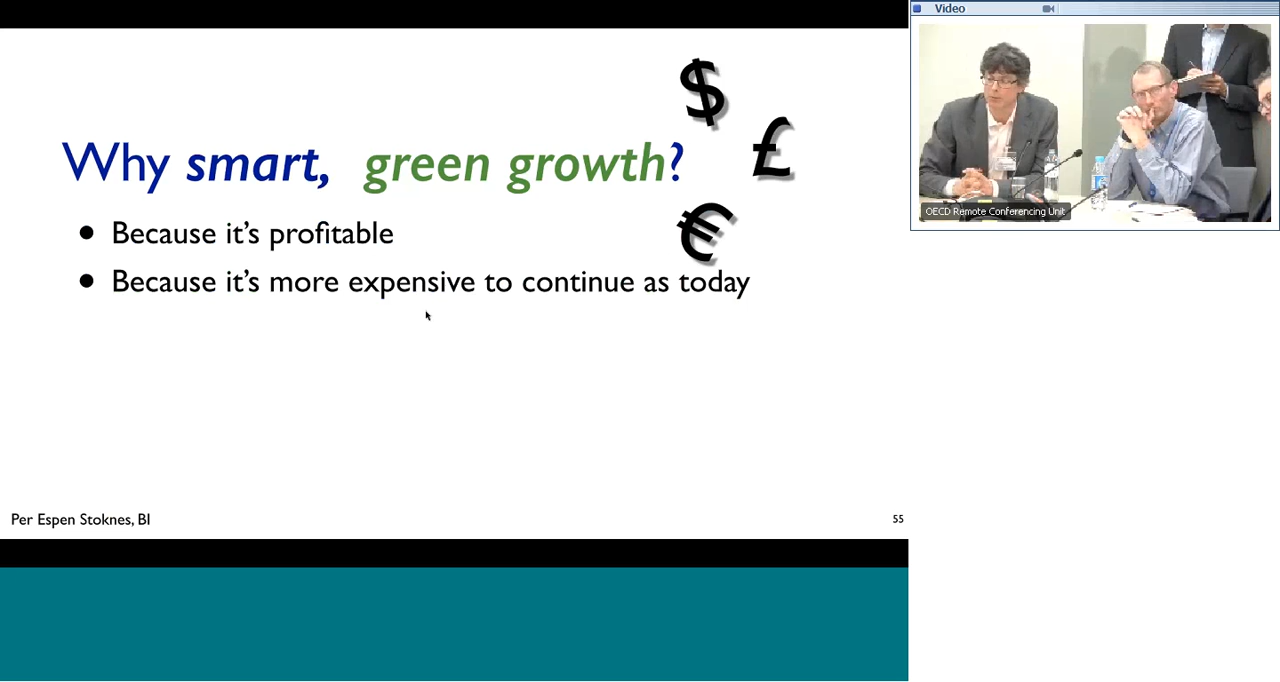 Video
$
£
Why smart, green growth?
€
Because it's profitable
Because it's more expensive to continue as today
OECD Remote Conferencing Unit
Per Espen Stoknes, BI
55